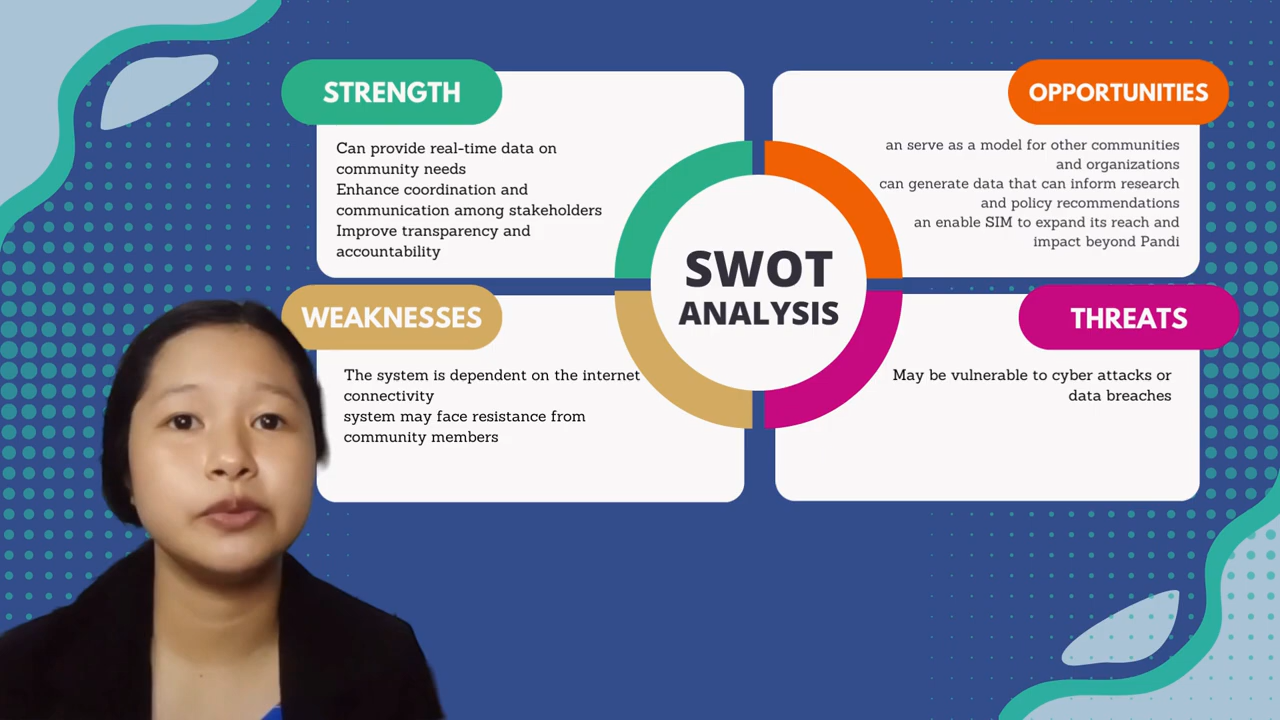 STRENGTH
Can provide real-time data on
community needs
Enhance coordination and
communication among stakeholders
Improve transparency and
accountability
OPPORTUNITIES
an serve as a model for other communities
and organizations
can generate data that can inform research
and policy recommendations
an enable SIM to expand its reach and
impact beyond Pandi
SWOT
ANALYSIS
WEAKNESSES
The system is dependent on the internet
connectivity
system may face resistance from
community members
THREATS
May be vulnerable to cyber attacks or
data breaches